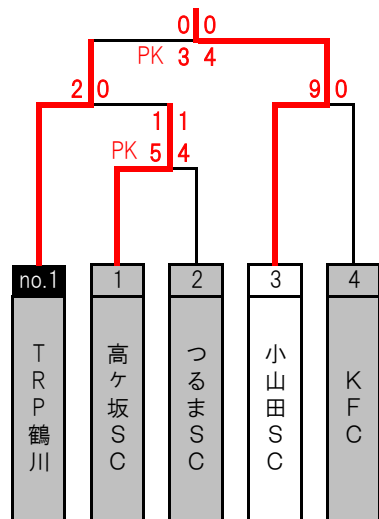 0 0
PK 3 4
2 0
9 0
1 1
PK 5 4
no.1
1
2
3
4
TRP鶴川
高ケ坂SC
つるまSC
小山田SC
KFC